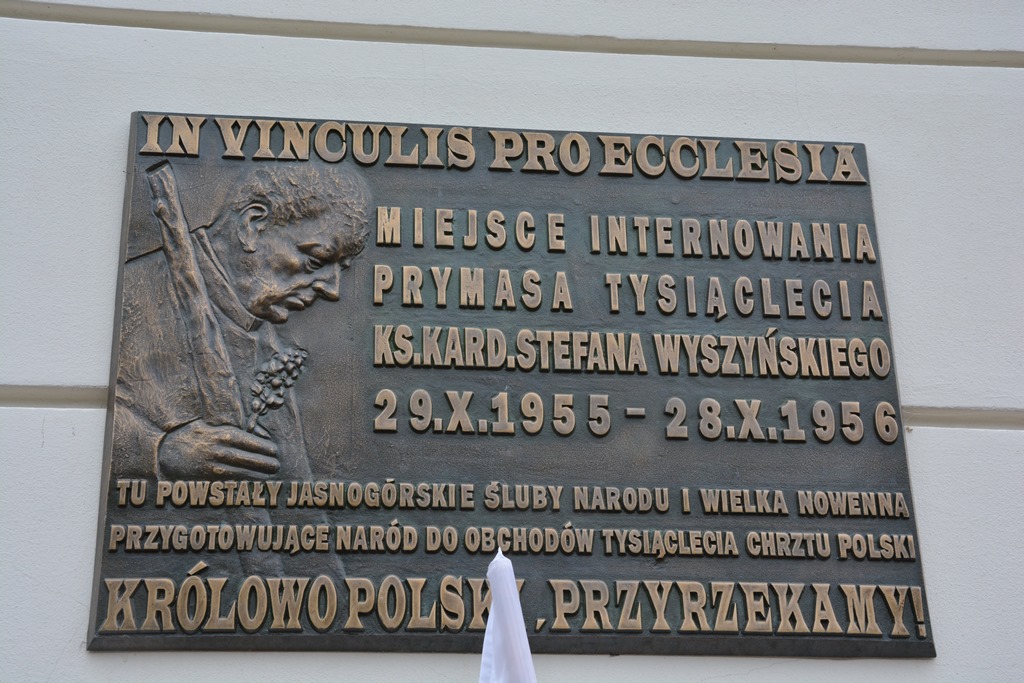 IN VINCULIS PRO ECCLESIA
MIEJSCE INTERNOWANIA
PRYMASA TYSIĄCLECIA
KS.KARD.STEFANA WYSZYŃSKIEGO
29.X.1955 - 28.X.1956
TU POWSTAŁY JASNOGÓRSKIE ŚLUBY NARODU I WIELKA NOWENNA
PRZYGOTOWUJĄCE NARÓD DO OBCHODÓW TYSIĄCLECIA CHRZTU POLSKI
KRÓLOWO POLSKI, PRZYRZEKAMY!